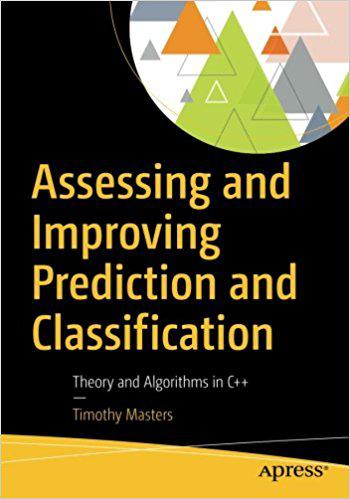 Assessing and
Improving
Prediction and
Classification
Theory and Algorithms in C++
—
Timothy Masters
Apress®